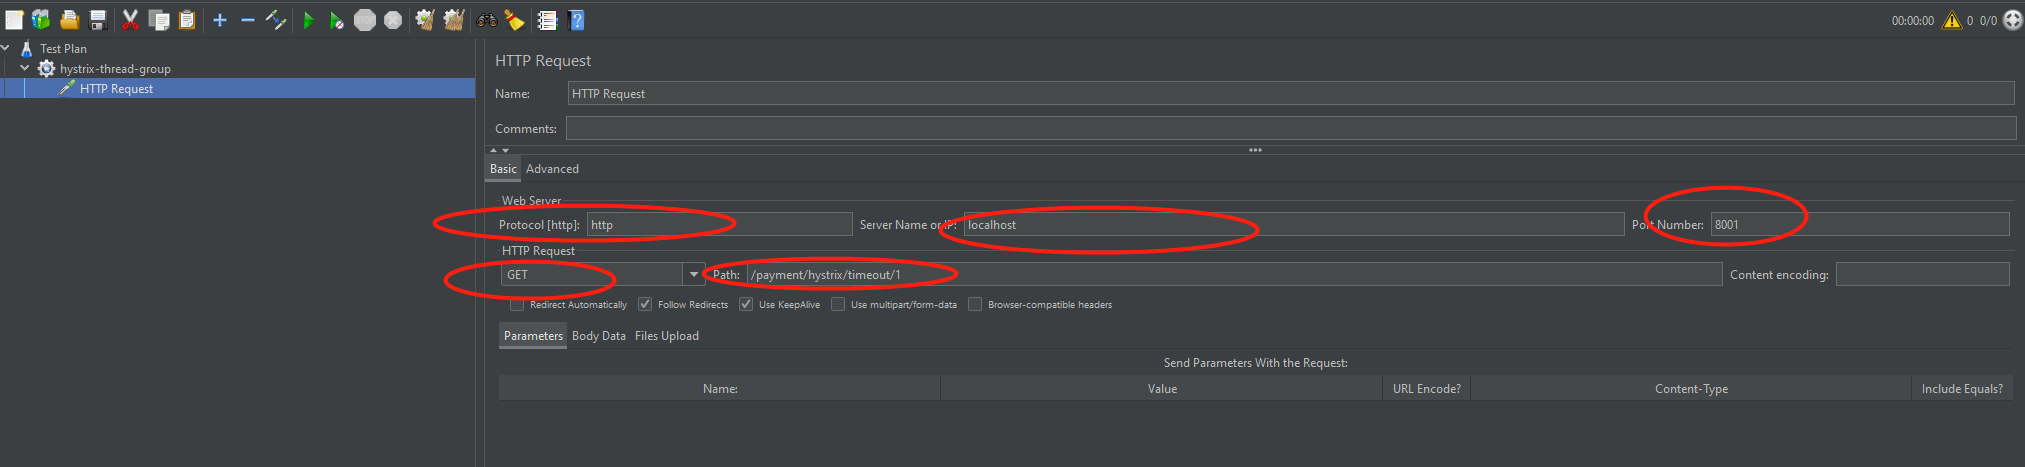 00:00:00 0 0/0
Test Plan
hystrix-thread-group
HTTP Request
HTTP Request
Name: HTTP Request
Comments:
Basic Advanced
Web Server
Protocol [http]: http Server Name or IP: localhost Port Number: 8001
HTTP Request
GET Path: /payment/hystrix/timeout/1 Content encoding:
Redirect Automatically Follow Redirects Use KeepAlive Use multipart/form-data Browser-compatible headers
Parameters Body Data Files Upload
Send Parameters With the Request:
Name: Value URL Encode? Content-Type Include Equals?